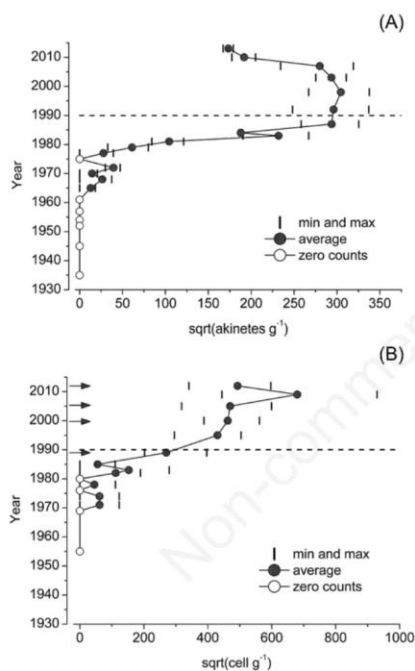 (A)
2010
2000
1990
1980
1970
1960
1950
1940
1930
Year
min and max
average
zero counts
0 50 100 150 200 250 300 350
sqrt(akinetes g⁻¹)
(B)
2010
2000
1990
1980
1970
1960
1950
1940
1930
Year
min and max
average
zero counts
0 200 400 600 800 1000
sqrt(cell g⁻¹)
Non-commer